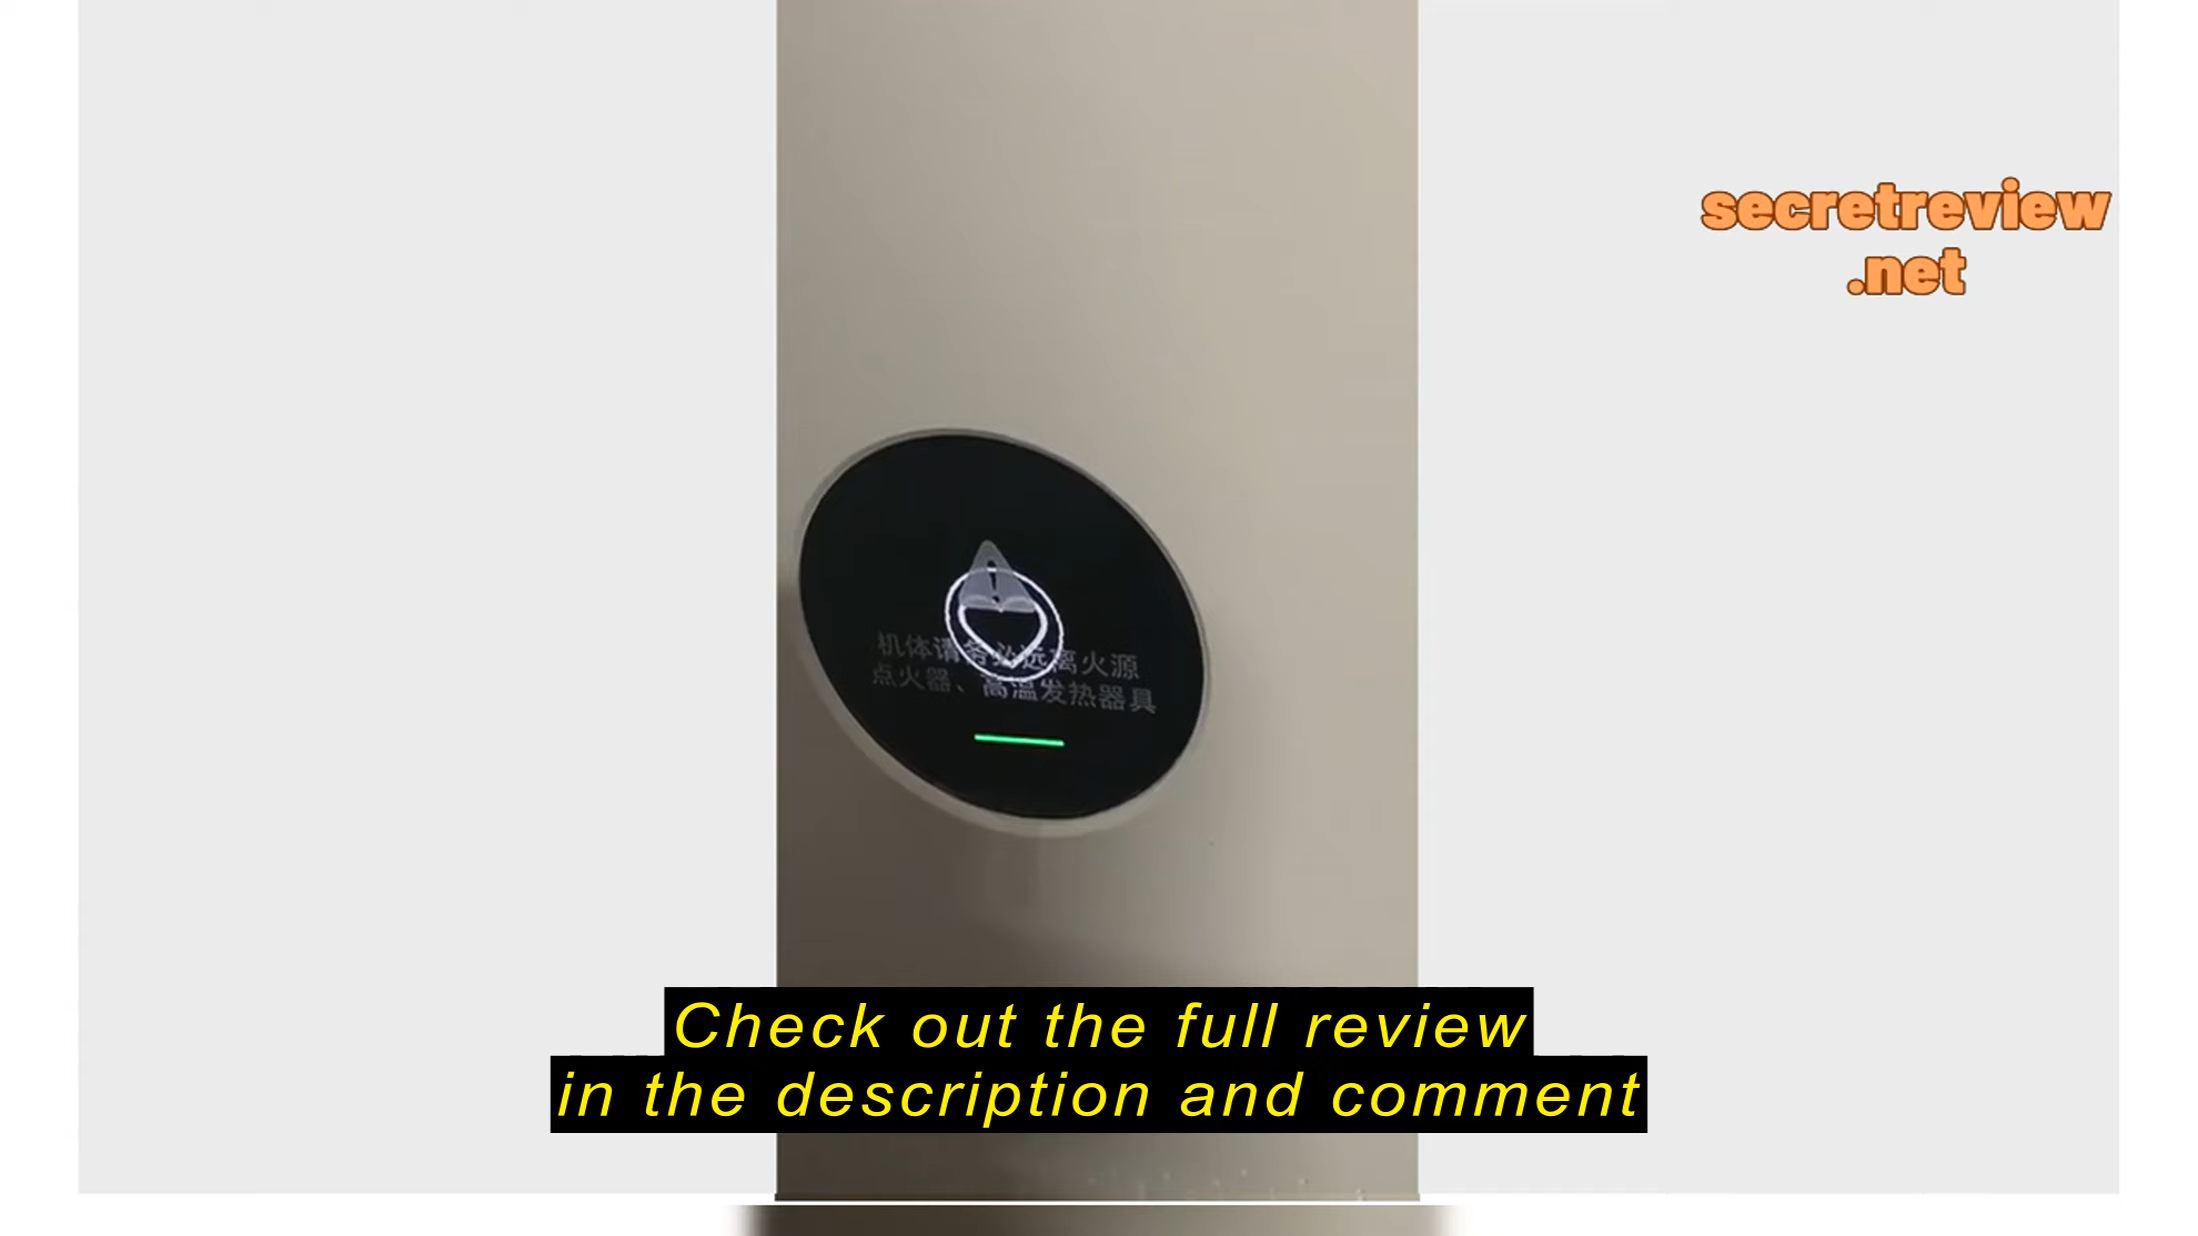 secretreview
.net
机体请务必远离火源
点火器、高温发热器具
Check out the full review
in the description and comment